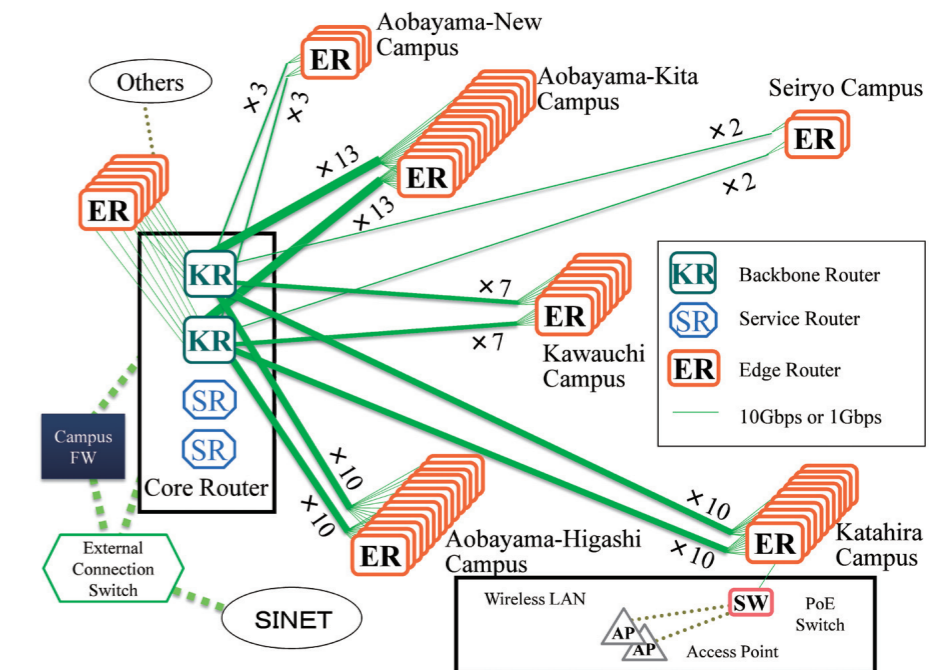 Aobayama-New
Campus
ER
Others
×3
×3
Aobayama-Kita
Campus
ER
×13
×13
Seiryo Campus
ER
×2
×2
ER
KR
KR
SR
SR
Core Router
×7
×7
ER
Kawauchi
Campus
KR
Backbone Router
SR
Service Router
ER
Edge Router
10Gbps or 1Gbps
Campus
FW
External
Connection
Switch
SINET
×10
×10
ER
Aobayama-Higashi
Campus
×10
×10
ER
Katahira
Campus
Wireless LAN
SW
PoE
Switch
AP
AP
Access Point